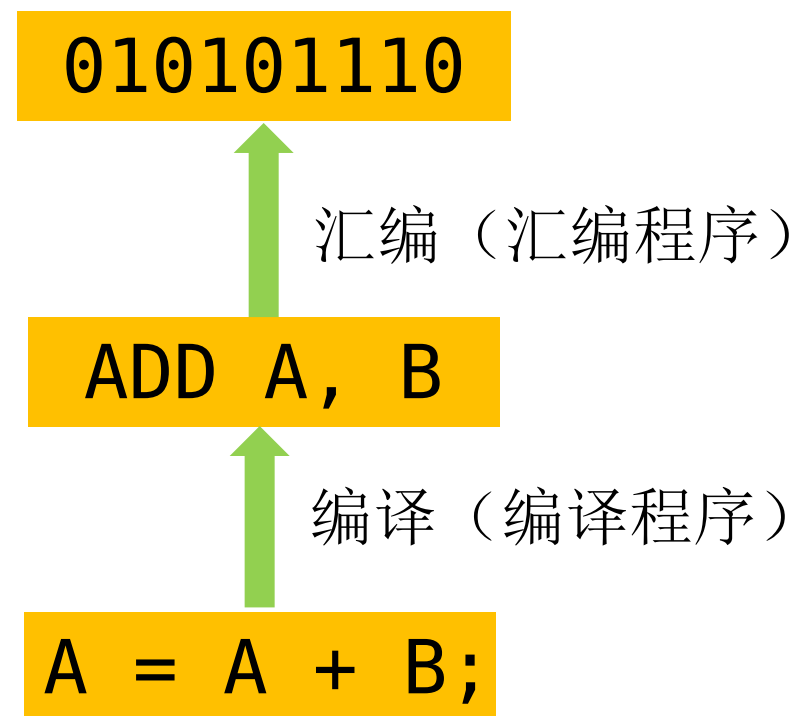 010101110
汇编（汇编程序）
ADD A, B
编译（编译程序）
A = A + B;